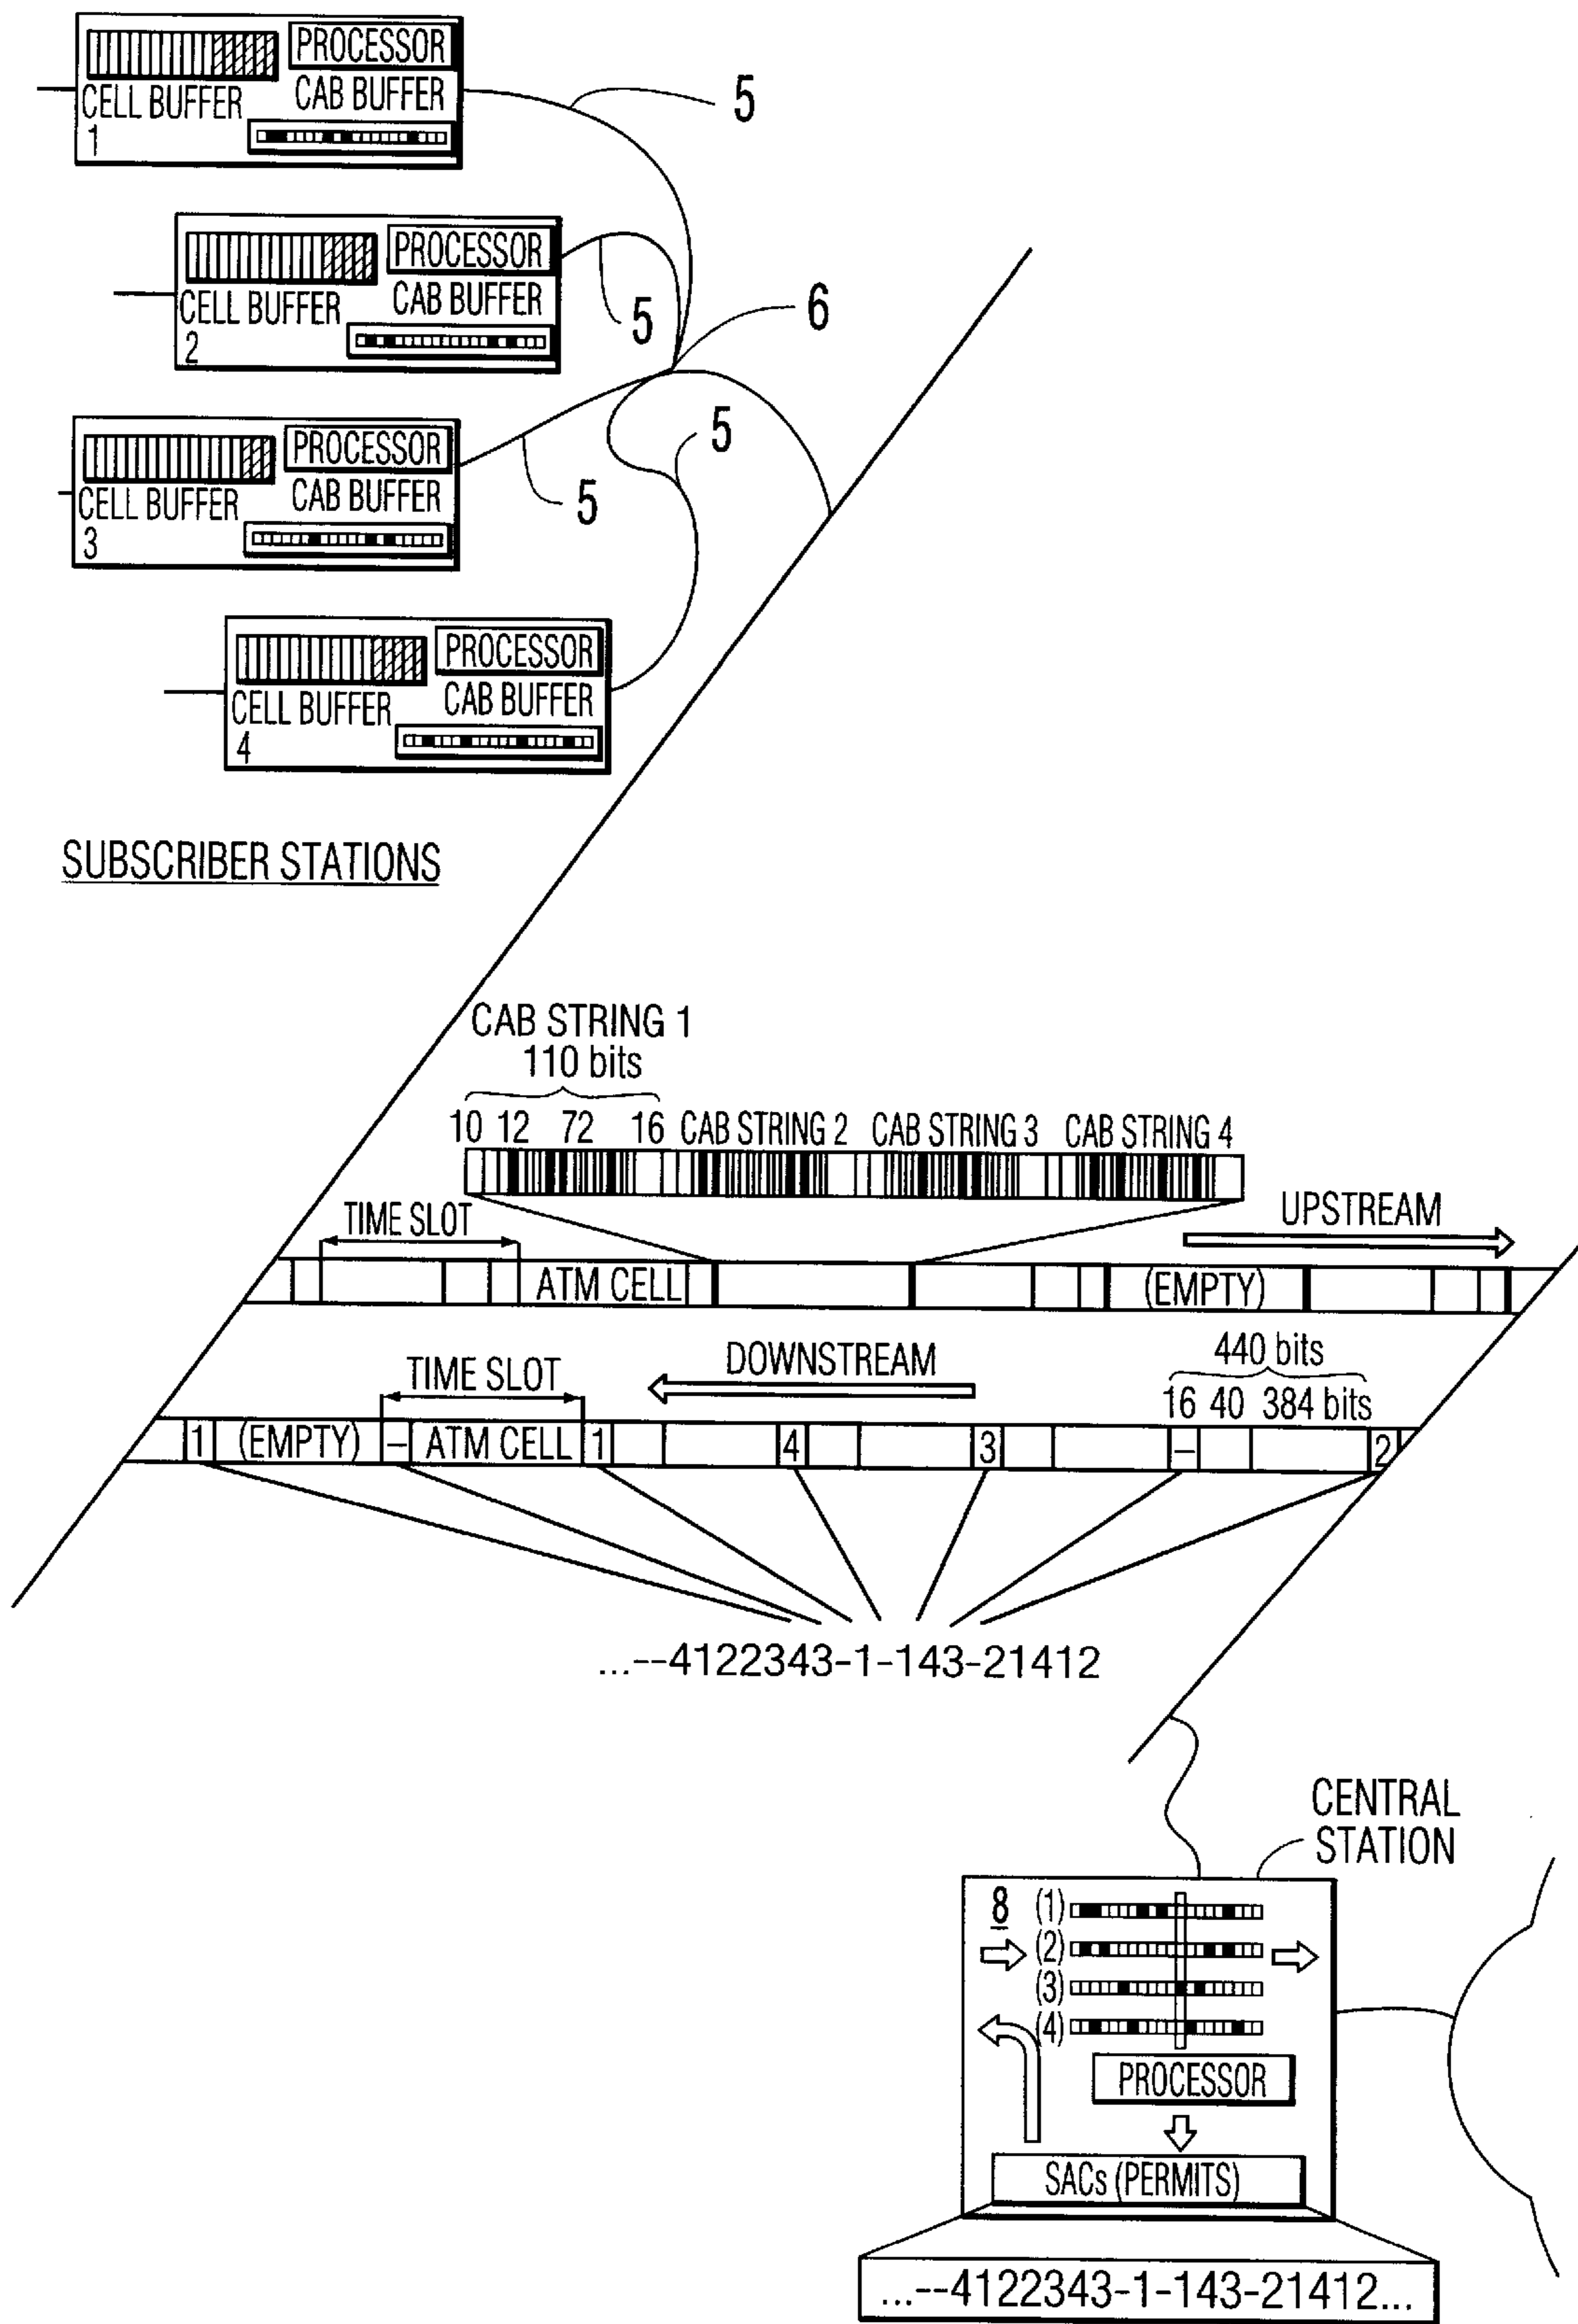 PROCESSOR
CELL BUFFER
CAB BUFFER
1
5
PROCESSOR
CELL BUFFER
CAB BUFFER
2
5
6
PROCESSOR
CELL BUFFER
CAB BUFFER
3
5
5
PROCESSOR
CELL BUFFER
CAB BUFFER
4
SUBSCRIBER STATIONS
CAB STRING 1
110 bits
10 12 72 16 CAB STRING 2 CAB STRING 3 CAB STRING 4
TIME SLOT
UPSTREAM
ATM CELL
(EMPTY)
TIME SLOT
DOWNSTREAM
440 bits
16 40 384 bits
1 (EMPTY) – ATM CELL 1 4 3 – 2
...--4122343-1-143-21412
CENTRAL
STATION
8
(1)
(2)
(3)
(4)
PROCESSOR
SACs (PERMITS)
...--4122343-1-143-21412...